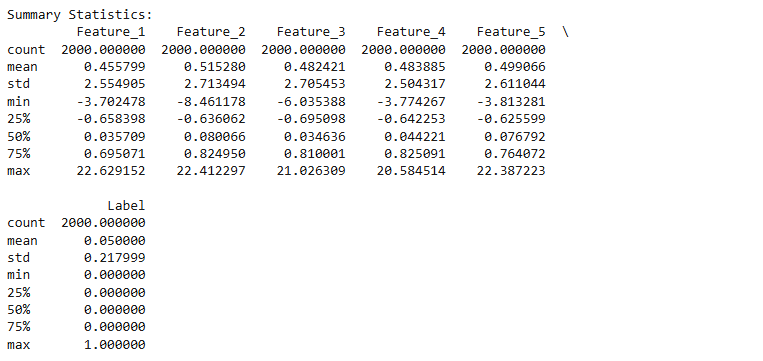 Summary Statistics:
         Feature_1    Feature_2    Feature_3    Feature_4    Feature_5  \
count  2000.000000  2000.000000  2000.000000  2000.000000  2000.000000
mean      0.455799     0.515280     0.482421     0.483885     0.499066
std       2.554905     2.713494     2.705453     2.504317     2.611044
min      -3.702478    -8.461178    -6.035388    -3.774267    -3.813281
25%      -0.658398    -0.636062    -0.695098    -0.642253    -0.625599
50%       0.035709     0.080066     0.034636     0.044221     0.076792
75%       0.695071     0.824950     0.810001     0.825091     0.764072
max      22.629152    22.412297    21.026309    20.584514    22.387223

             Label
count  2000.000000
mean      0.050000
std       0.217999
min       0.000000
25%       0.000000
50%       0.000000
75%       0.000000
max       1.000000